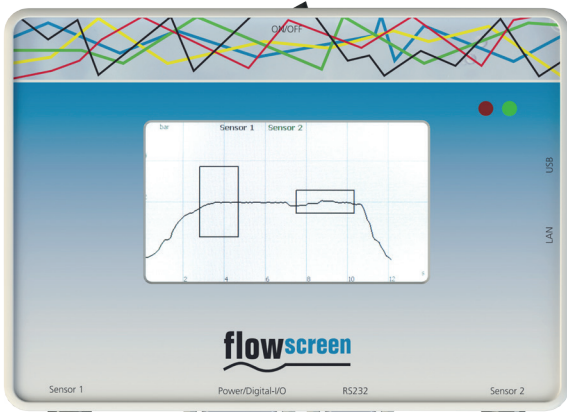 ON/OFF
bar Sensor 1 Sensor 2
USB
LAN
2 4 6 8 10 12 s
flowscreen
Sensor 1 Power/Digital-I/O RS232 Sensor 2